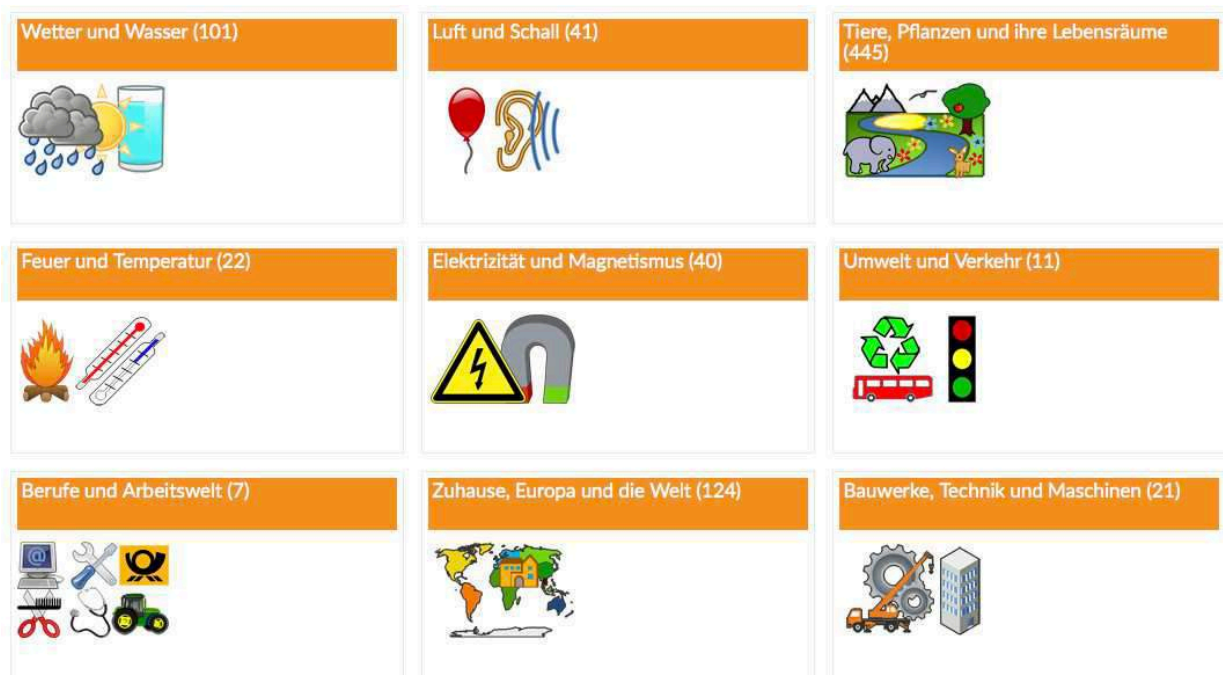 Wetter und Wasser (101)
Luft und Schall (41)
Tiere, Pflanzen und ihre Lebensräume
(445)
Feuer und Temperatur (22)
Elektrizität und Magnetismus (40)
Umwelt und Verkehr (11)
Berufe und Arbeitswelt (7)
Zuhause, Europa und die Welt (124)
Bauwerke, Technik und Maschinen (21)
@